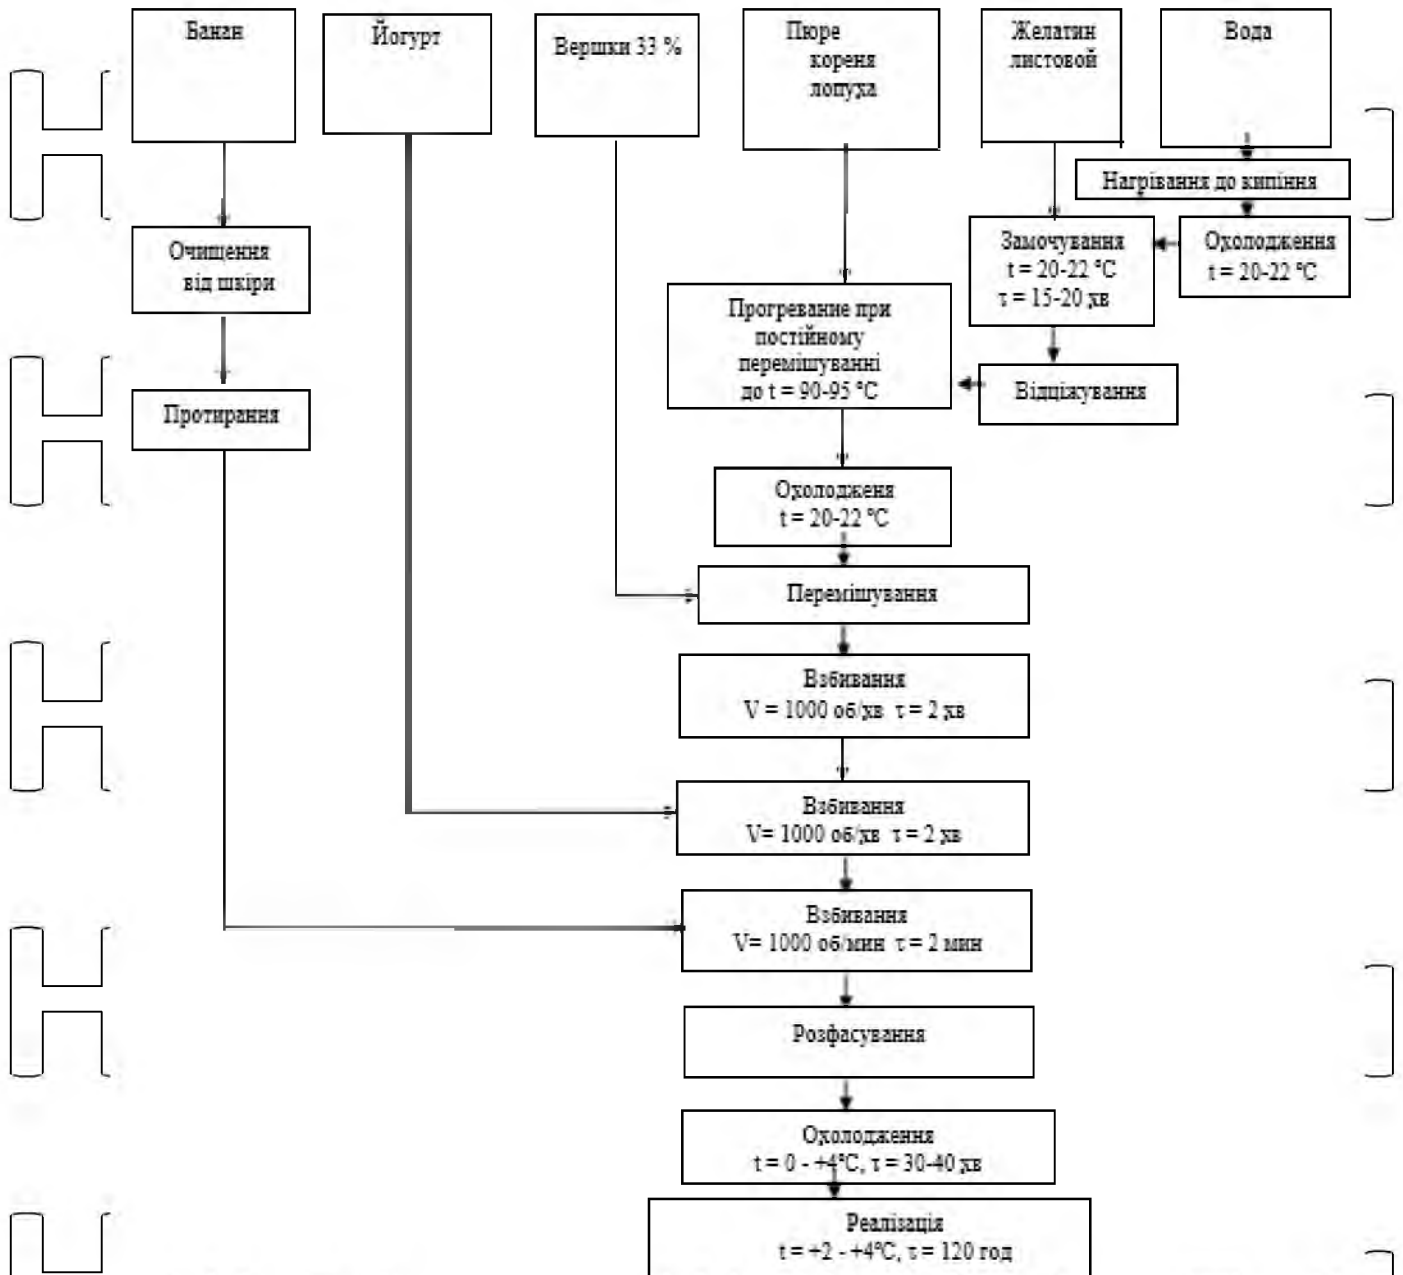 Банан
Йогурт
Вершки 33 %
Пюре
кореня
лопуха
Желатин
листовой
Вода
Нагрівання до кипіння
Очищення
від шкіри
Замочування
t = 20-22 °C
τ = 15-20 хв
Охолодження
t = 20-22 °C
Прогревание при
постійному
перемішуванні
до t = 90-95 °C
Відціжування
Протирання
Охолодженя
t = 20-22 °C
Перемішування
Взбивання
V = 1000 об/хв τ = 2 хв
Взбивання
V= 1000 об/хв τ = 2 хв
Взбивання
V= 1000 об/мин τ = 2 мин
Розфасування
Охолодження
t = 0 - +4°C, τ = 30-40 хв
Реалізація
t = +2 - +4°C, τ = 120 год